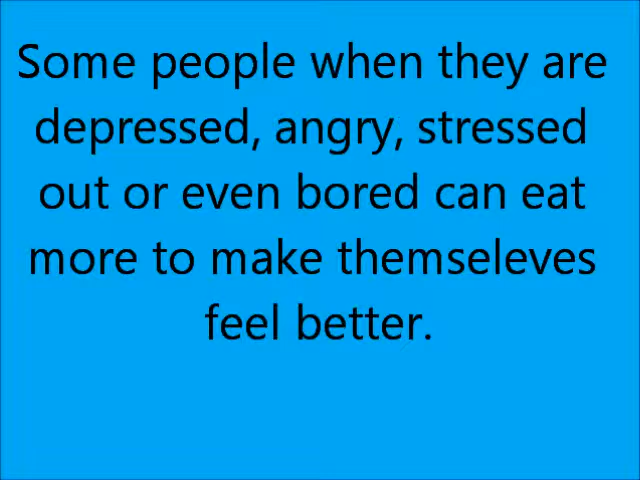 Some people when they are
depressed, angry, stressed
out or even bored can eat
more to make themseleves
feel better.